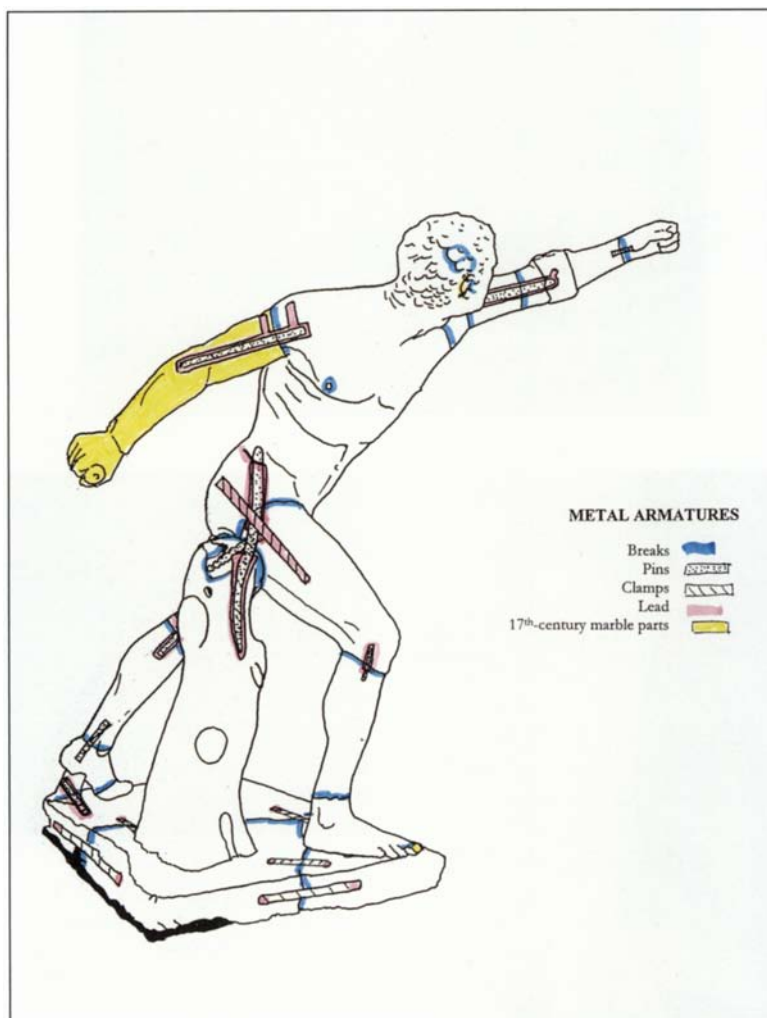 METAL ARMATURES
Breaks
Pins
Clamps
Lead
17th-century marble parts